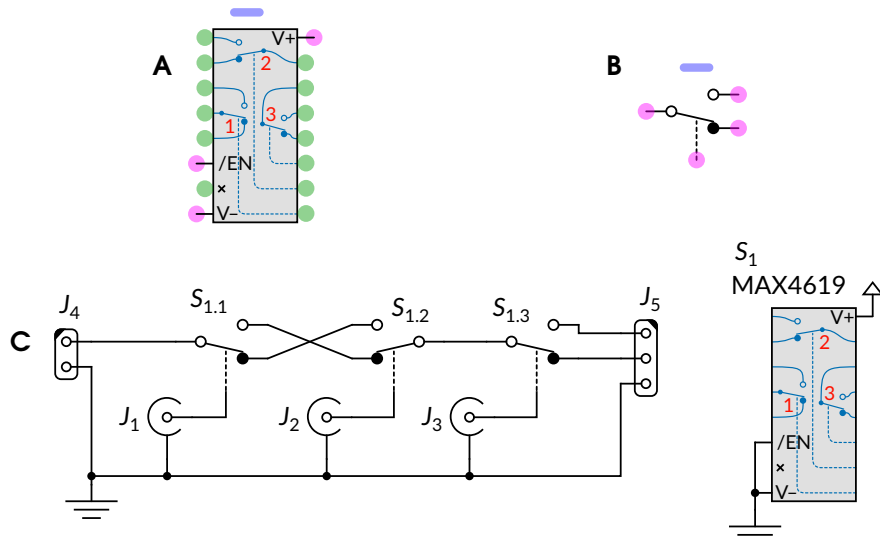 A
V+
2
1
3
/EN
×
V−
B
C
J4
S1.1
S1.2
S1.3
J5
J1
J2
J3
S1
MAX4619
V+
2
1
3
/EN
×
V−